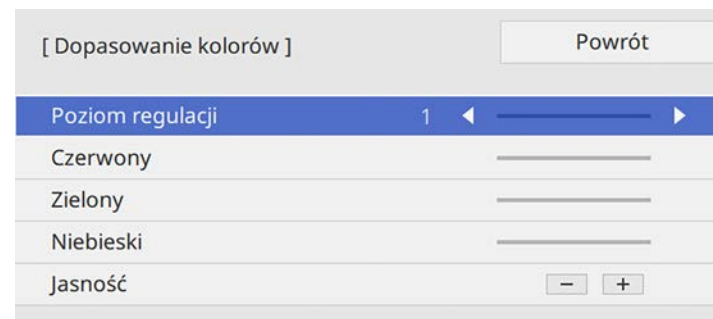 [ Dopasowanie kolorów ] Powrót
Poziom regulacji 1
Czerwony
Zielony
Niebieski
Jasność − +